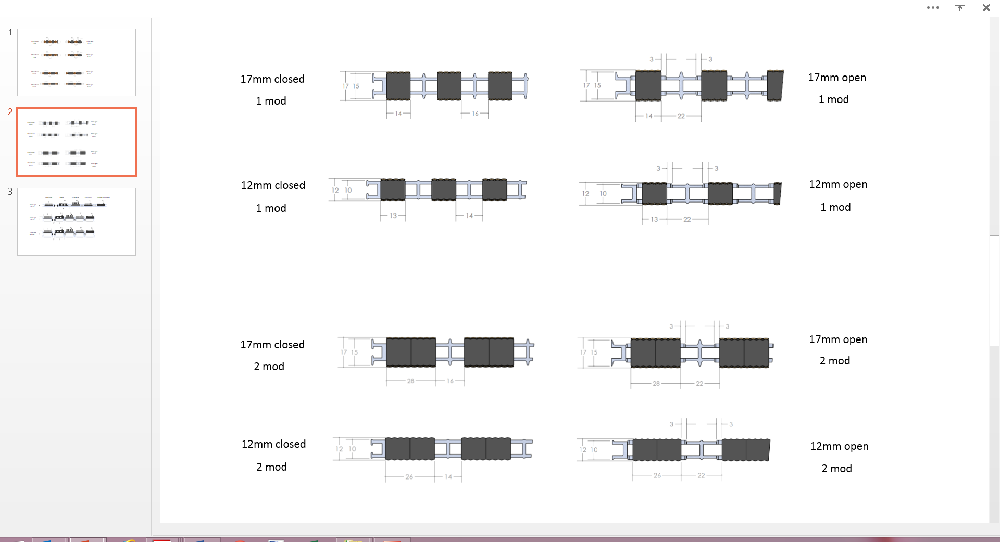 1
2
3
17mm closed
1 mod
17 15
14
16
3 3
17 15
14 22
17mm open
1 mod
12mm closed
1 mod
12 10
13
14
3 3
12 10
13 22
12mm open
1 mod
17mm closed
2 mod
17 15
28 16
3 3
17 15
28 22
17mm open
2 mod
12mm closed
2 mod
12 10
26 14
3 3
12 10
26 22
12mm open
2 mod